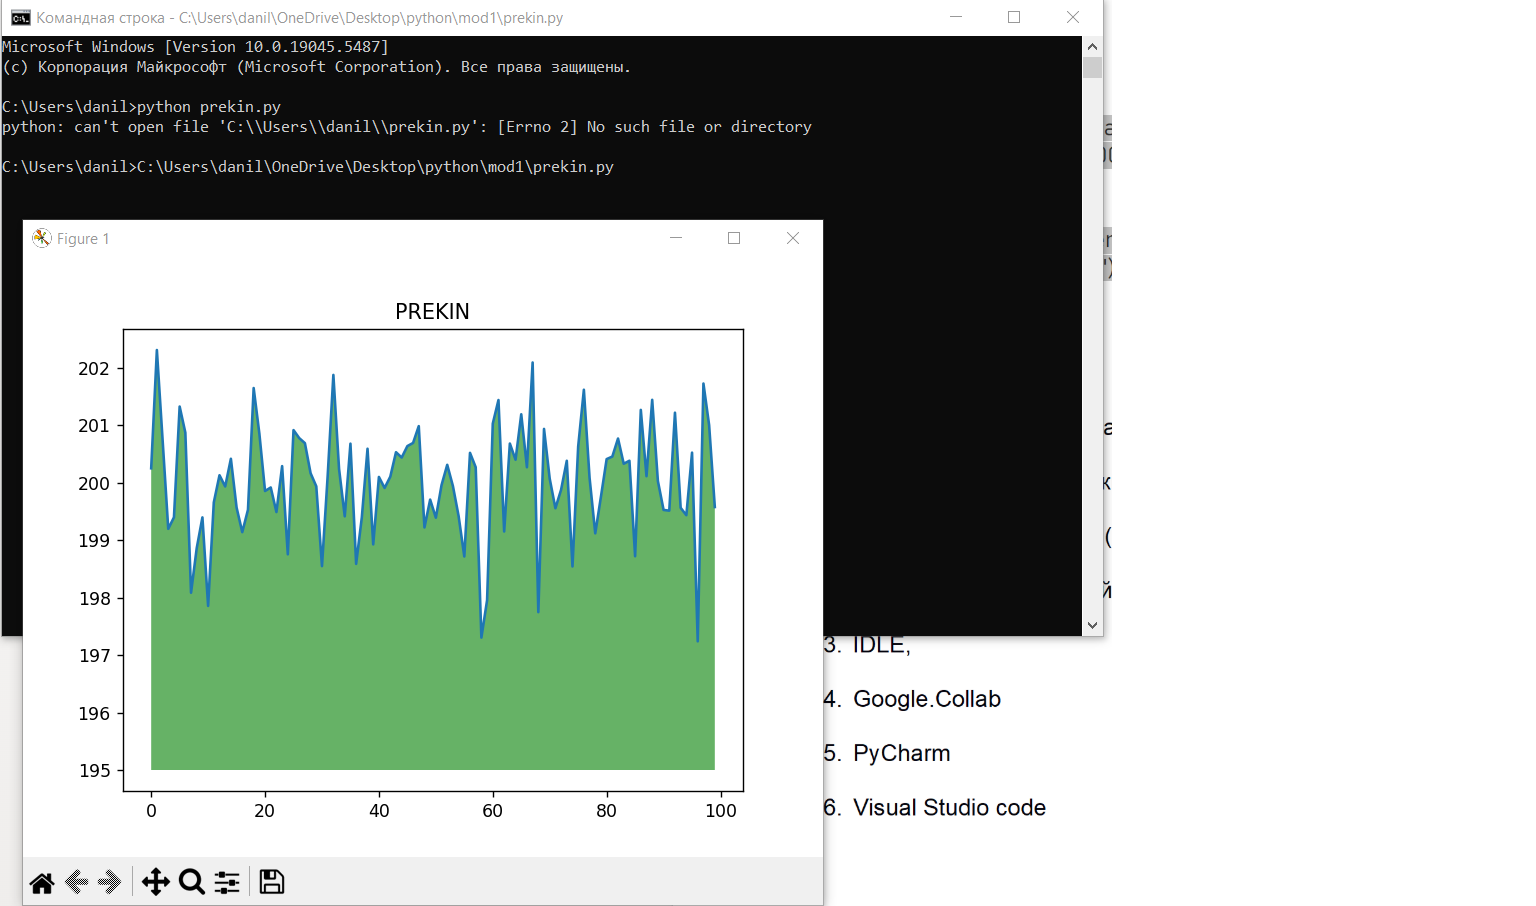 Командная строка - C:\Users\danil\OneDrive\Desktop\python\mod1\prekin.py
Microsoft Windows [Version 10.0.19045.5487]
(c) Корпорация Майкрософт (Microsoft Corporation). Все права защищены.
C:\Users\danil>python prekin.py
python: can't open file 'C:\\Users\\danil\\prekin.py': [Errno 2] No such file or directory
C:\Users\danil>C:\Users\danil\OneDrive\Desktop\python\mod1\prekin.py
Figure 1
PREKIN
202
201
200
199
198
197
196
195
0 20 40 60 80 100
3. IDLE,
4. Google.Collab
5. PyCharm
6. Visual Studio code